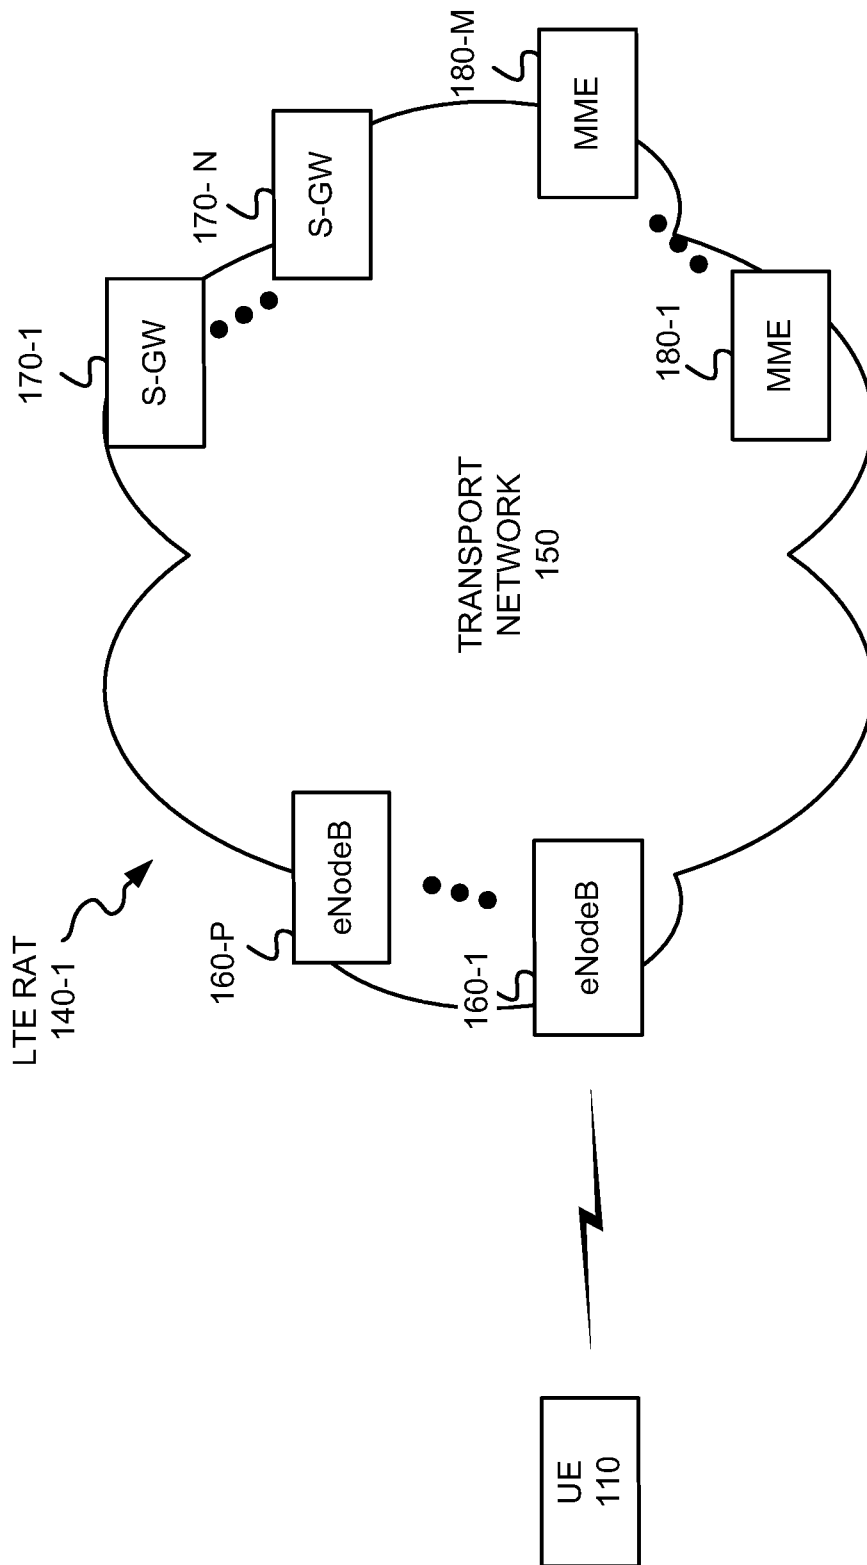 LTE RAT
140-1
170-1
S-GW
170- N
S-GW
160-P
eNodeB
180-M
MME
TRANSPORT
NETWORK
150
160-1
eNodeB
UE
110
180-1
MME